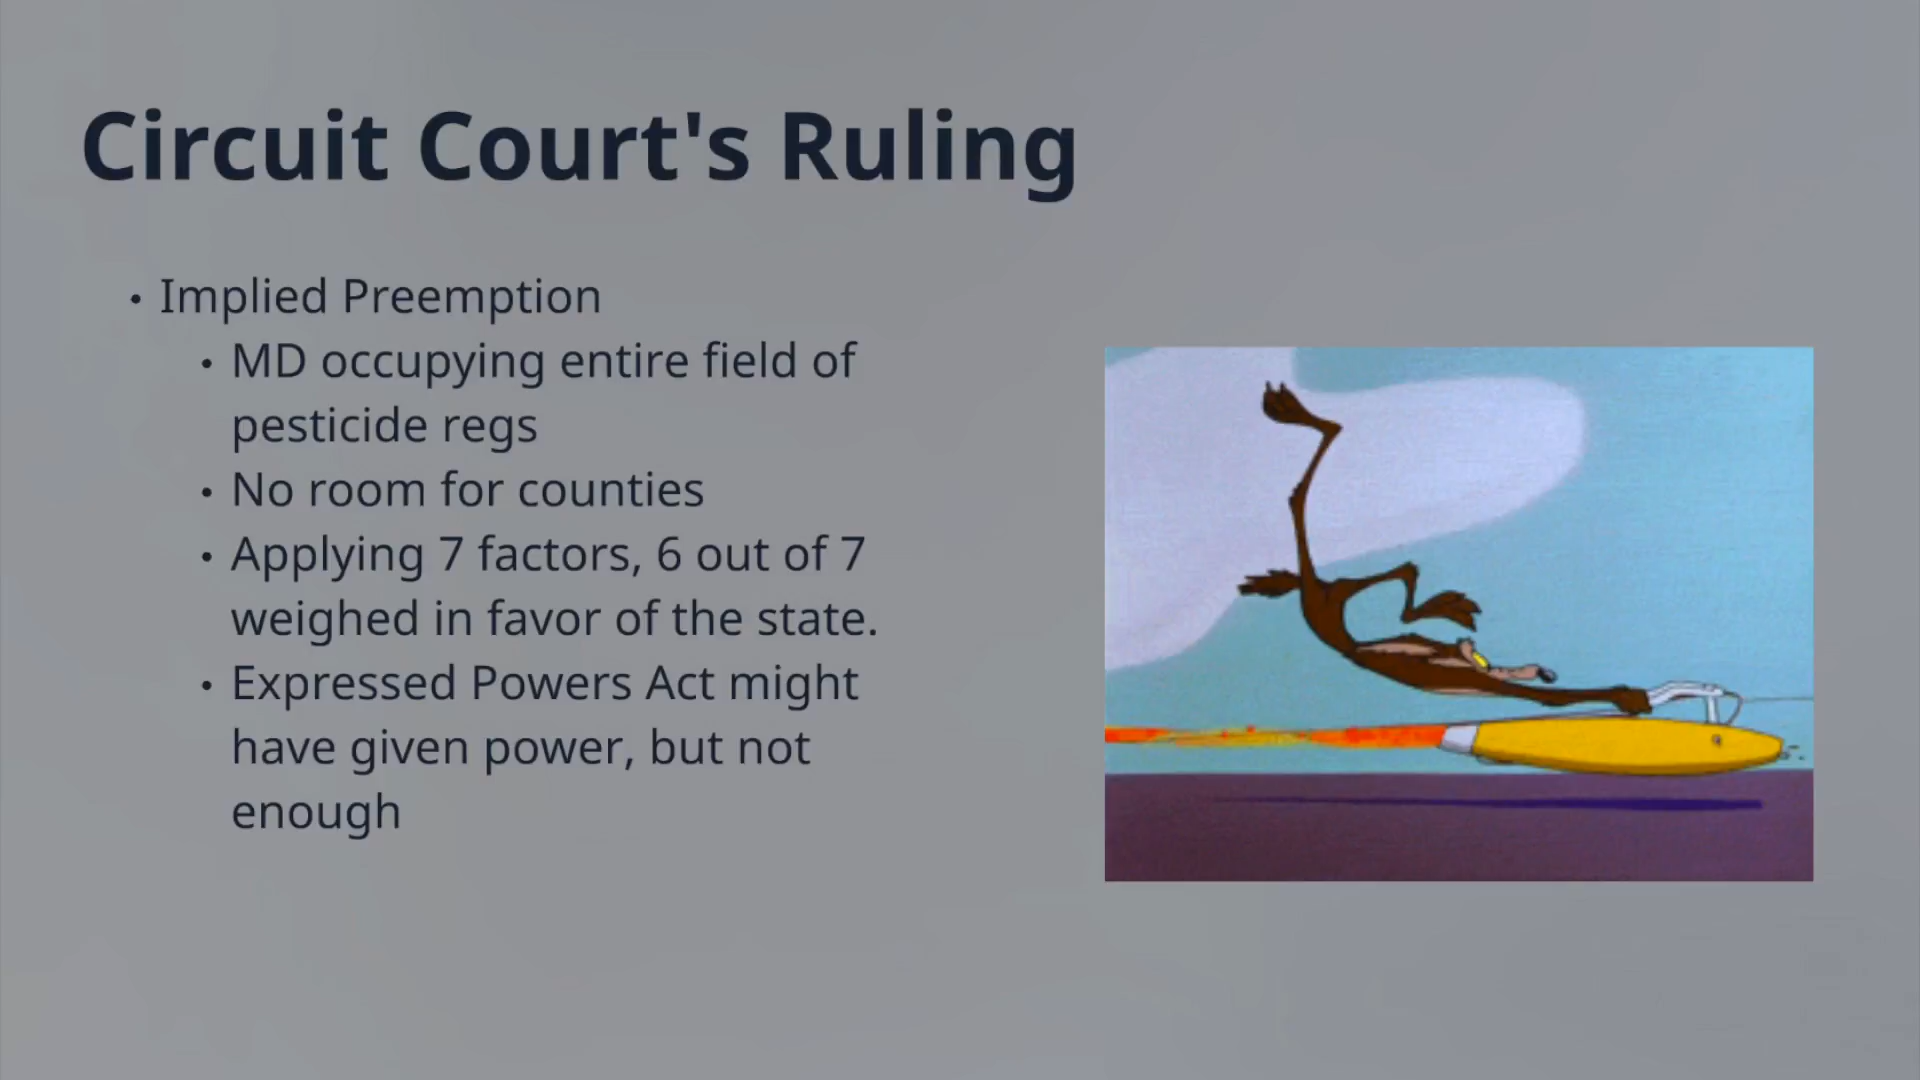 Circuit Court's Ruling
• Implied Preemption
• MD occupying entire field of
pesticide regs
• No room for counties
• Applying 7 factors, 6 out of 7
weighed in favor of the state.
• Expressed Powers Act might
have given power, but not
enough